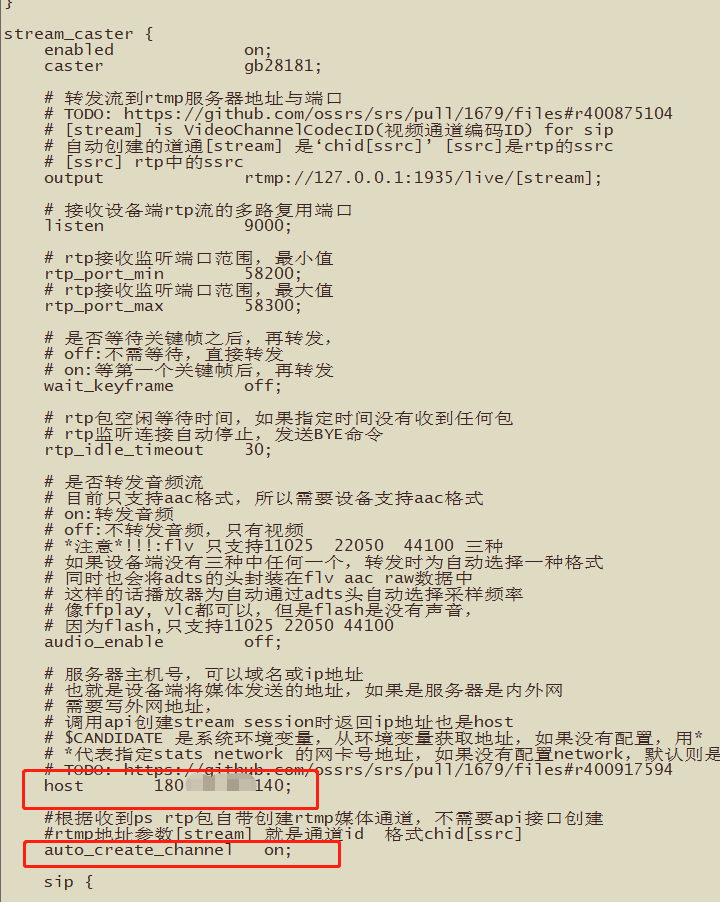 }
stream_caster {
enabled on;
caster gb28181;
# 转发流到rtmp服务器地址与端口
# TODO: https://github.com/ossrs/srs/pull/1679/files#r400875104
# [stream] is VideoChannelCodecID(视频通道编码ID) for sip
# 自动创建的道通[stream] 是‘chid[ssrc]’ [ssrc]是rtp的ssrc
# [ssrc] rtp中的ssrc
output rtmp://127.0.0.1:1935/live/[stream];
# 接收设备端rtp流的多路复用端口
listen 9000;
# rtp接收监听端口范围，最小值
rtp_port_min 58200;
# rtp接收监听端口范围，最大值
rtp_port_max 58300;
# 是否等待关键帧之后，再转发，
# off:不需等待，直接转发
# on:等第一个关键帧后，再转发
wait_keyframe off;
# rtp包空闲等待时间，如果指定时间没有收到任何包
# rtp监听连接自动停止，发送BYE命令
rtp_idle_timeout 30;
# 是否转发音频流
# 目前只支持aac格式，所以需要设备支持aac格式
# on:转发音频
# off:不转发音频，只有视频
# *注意*!!!:flv 只支持11025 22050 44100 三种
# 如果设备端没有三种中任何一个，转发时为自动选择一种格式
# 同时也会将adts的头封装在flv aac raw数据中
# 这样的话播放器为自动通过adts头自动选择采样频率
# 像ffplay, vlc都可以，但是flash是没有声音，
# 因为flash,只支持11025 22050 44100
audio_enable off;
# 服务器主机号，可以域名或ip地址
# 也就是设备端将媒体发送的地址，如果是服务器是内外网
# 需要写外网地址，
# 调用api创建stream session时返回ip地址也是host
# $CANDIDATE 是系统环境变量，从环境变量获取地址，如果没有配置，用*
# *代表指定stats network 的网卡号地址，如果没有配置network，默认则是
# TODO: https://github.com/ossrs/srs/pull/1679/files#r400917594
host 180 140;
#根据收到ps rtp包自带创建rtmp媒体通道，不需要api接口创建
#rtmp地址参数[stream] 就是通道id 格式chid[ssrc]
auto_create_channel on;
sip {